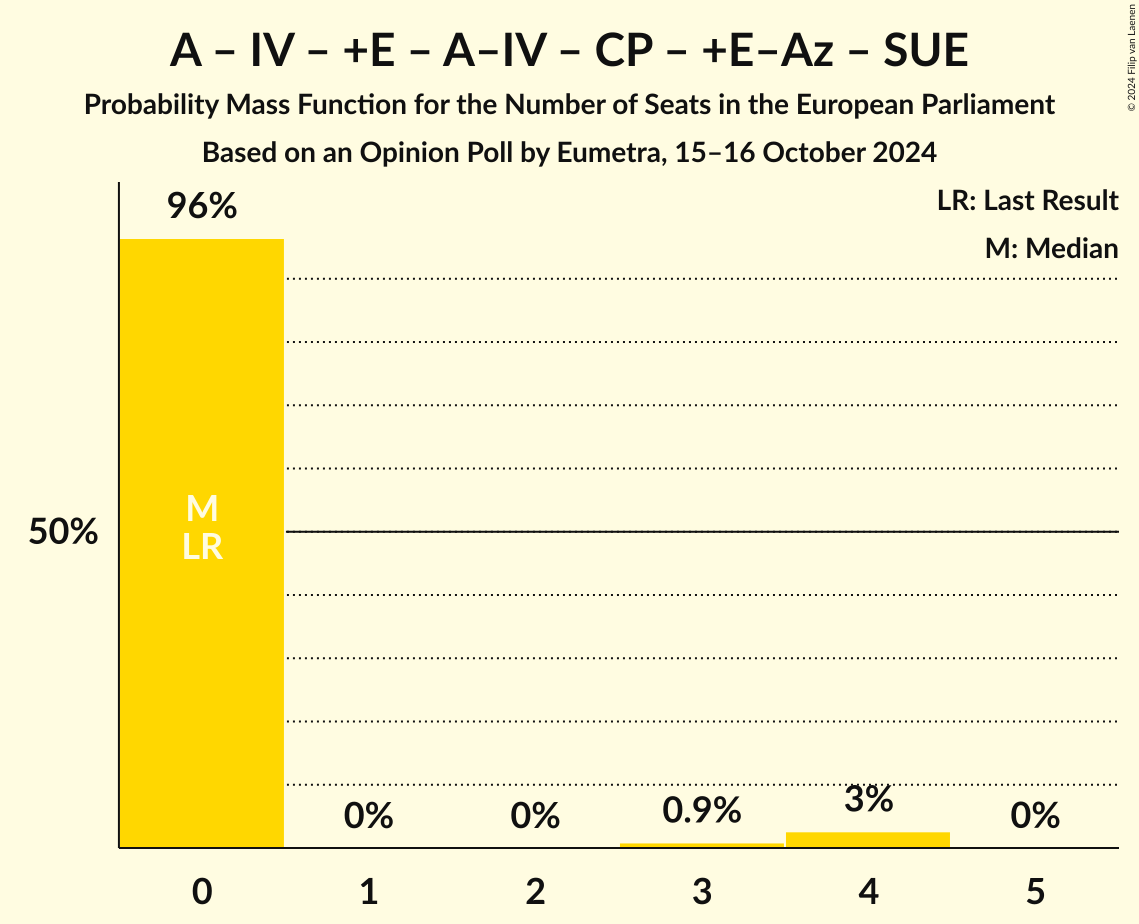 A – IV – +E – A–IV – CP – +E–Az – SUE
Probability Mass Function for the Number of Seats in the European Parliament
Based on an Opinion Poll by Eumetra, 15–16 October 2024
© 2024 Filip van Laenen
LR: Last Result
M: Median
96%
M
LR
50%
0%
0%
0.9%
3%
0%
0
1
2
3
4
5